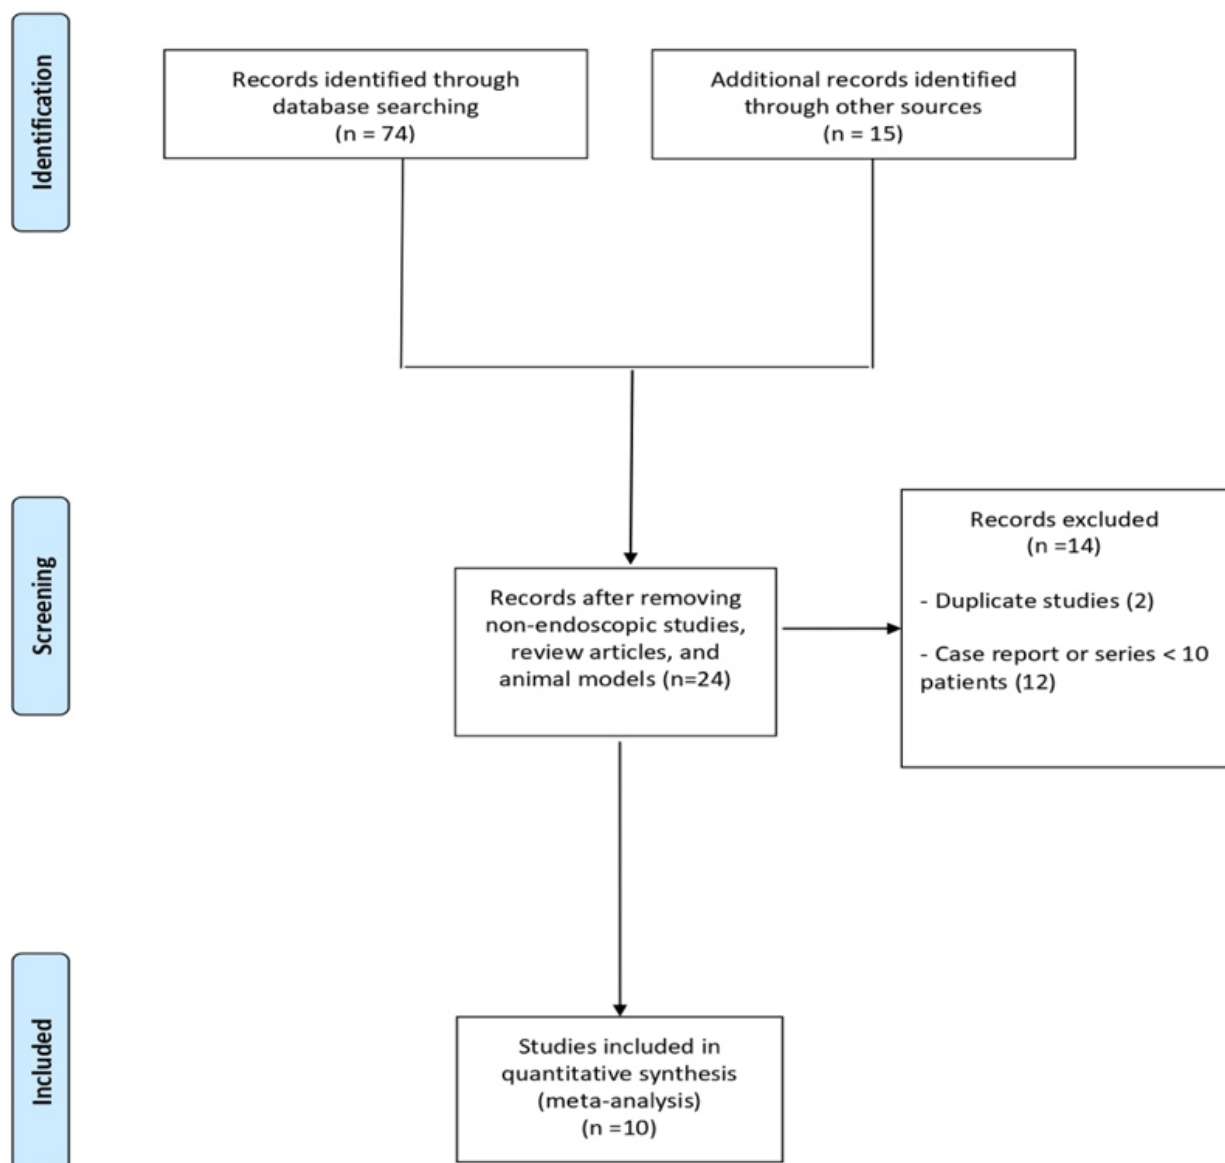 Identification
Records identified through
database searching
(n = 74)
Additional records identified
through other sources
(n = 15)
Screening
Records after removing
non-endoscopic studies,
review articles, and
animal models (n=24)
Records excluded
(n =14)
- Duplicate studies (2)
- Case report or series < 10
patients (12)
Included
Studies included in
quantitative synthesis
(meta-analysis)
(n =10)